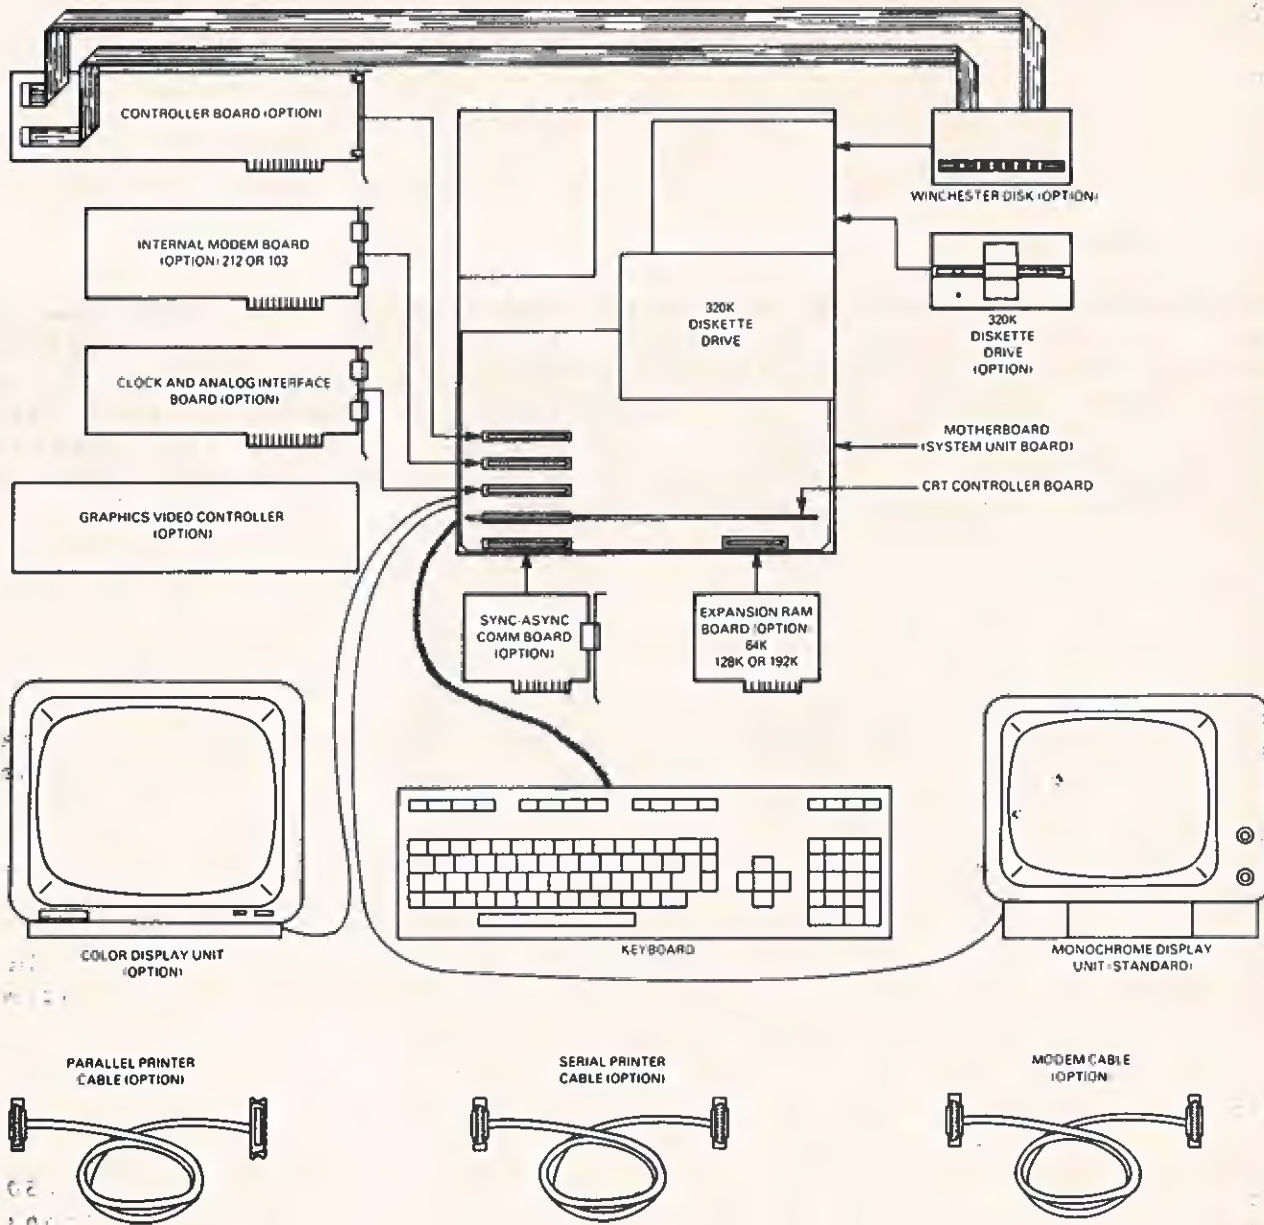 CONTROLLER BOARD (OPTION)
WINCHESTER DISK (OPTION)
INTERNAL MODEM BOARD
(OPTION) 212 OR 103
320K
DISKETTE
DRIVE
320K
DISKETTE
DRIVE
(OPTION)
CLOCK AND ANALOG INTERFACE
BOARD (OPTION)
MOTHERBOARD
(SYSTEM UNIT BOARD)
CRT CONTROLLER BOARD
GRAPHICS VIDEO CONTROLLER
(OPTION)
SYNC-ASYNC
COMM BOARD
(OPTION)
EXPANSION RAM
BOARD (OPTION)
64K
128K OR 192K
COLOR DISPLAY UNIT
(OPTION)
KEYBOARD
MONOCHROME DISPLAY
UNIT (STANDARD)
PARALLEL PRINTER
CABLE (OPTION)
SERIAL PRINTER
CABLE (OPTION)
MODEM CABLE
(OPTION)